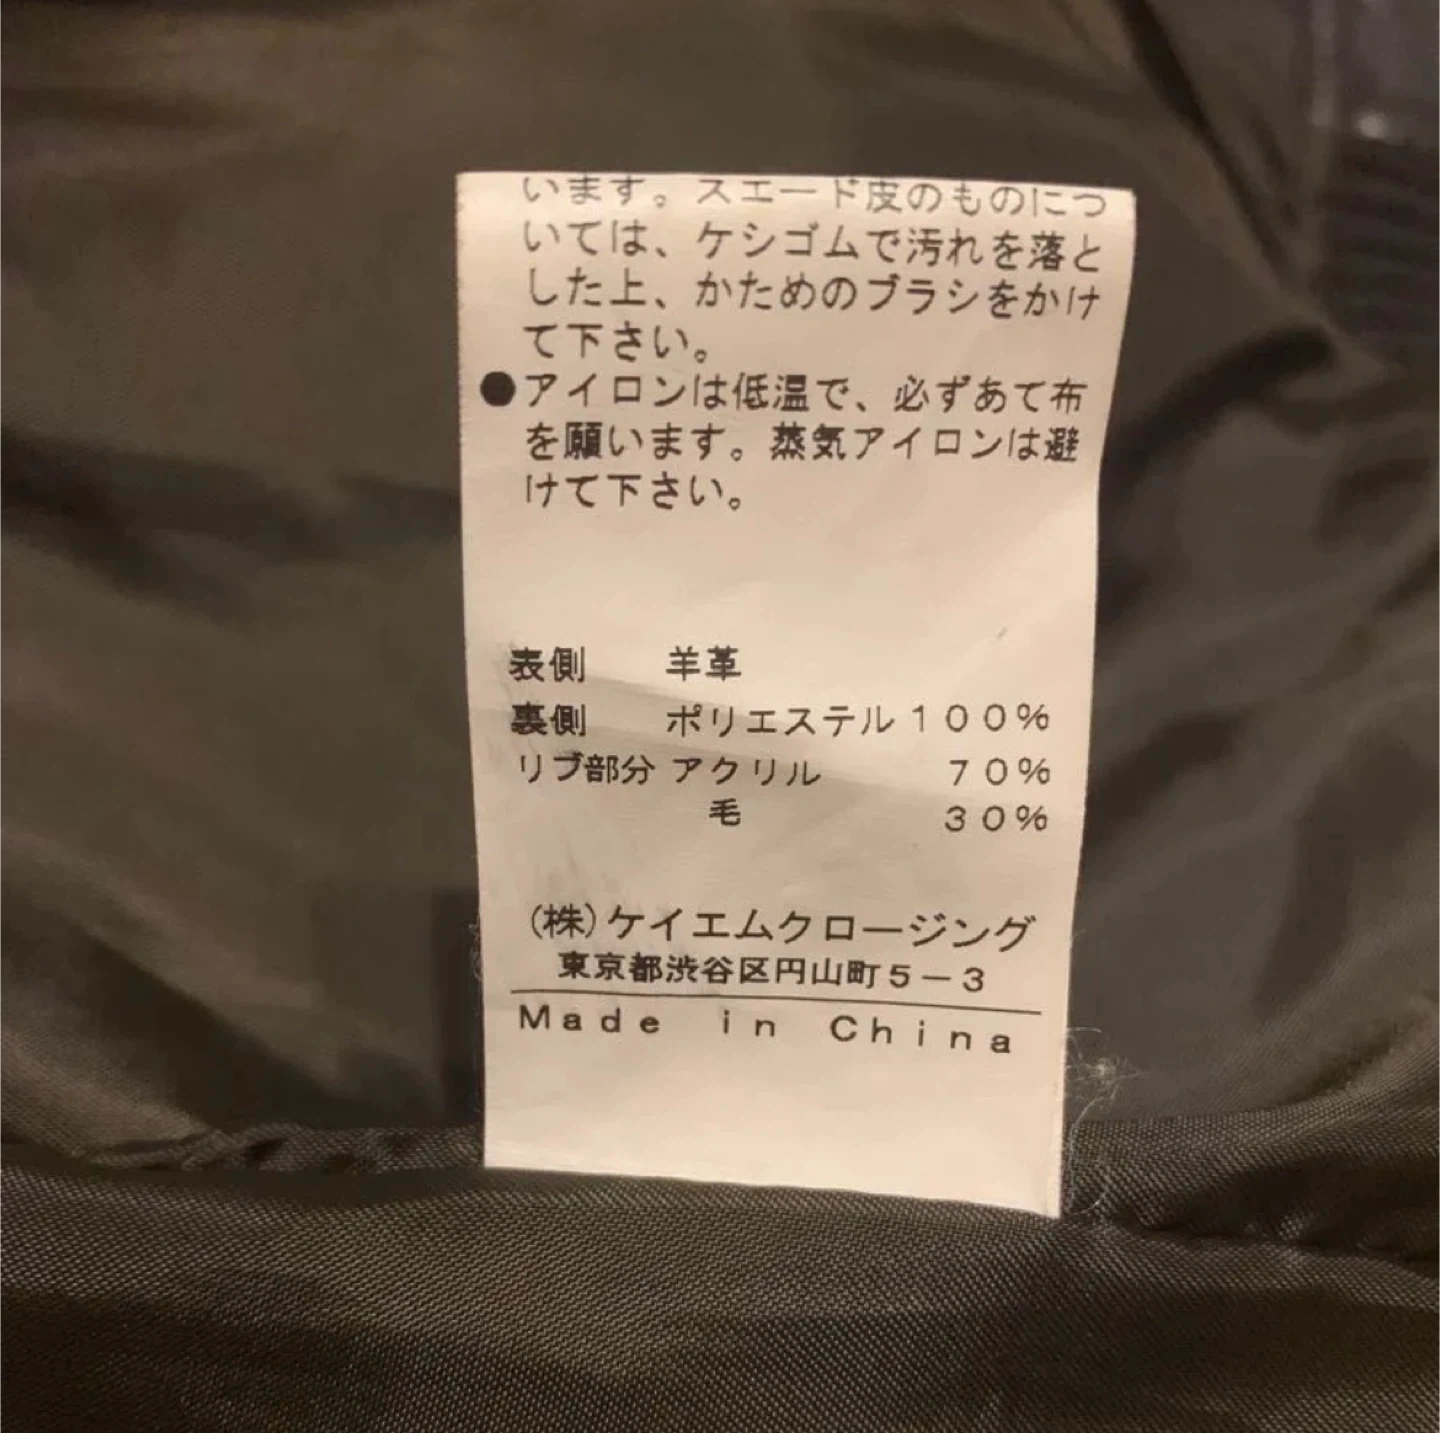 います。スエード皮のものにつ
いては、ケシゴムで汚れを落と
した上、かためのブラシをかけ
て下さい。
●アイロンは低温で、必ずあて布
を願います。蒸気アイロンは避
けて下さい。
表側 羊革
裏側 ポリエステル100%
リブ部分 アクリル 70%
毛 30%
(株)ケイエムクロージング
東京都渋谷区円山町5-3
Made in China